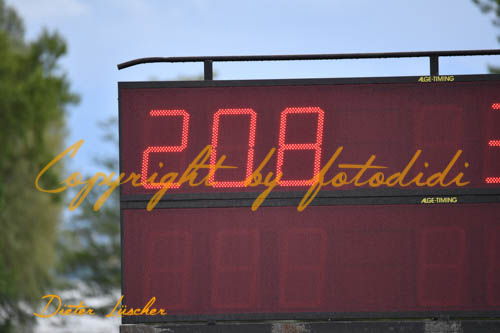 ALGE-TIMING
208
Copyright by fotodidi
ALGE-TIMING
Dieter Lüscher